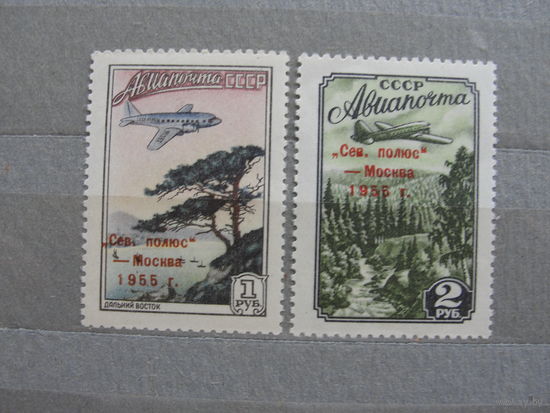 Авиапочта СССР
„Сев. полюс“
— Москва
1955 г.
ДАЛЬНИЙ ВОСТОК
1
РУБ.
СССР
Авиапочта
„Сев. полюс“
— Москва
1955 г.
2
РУБ.